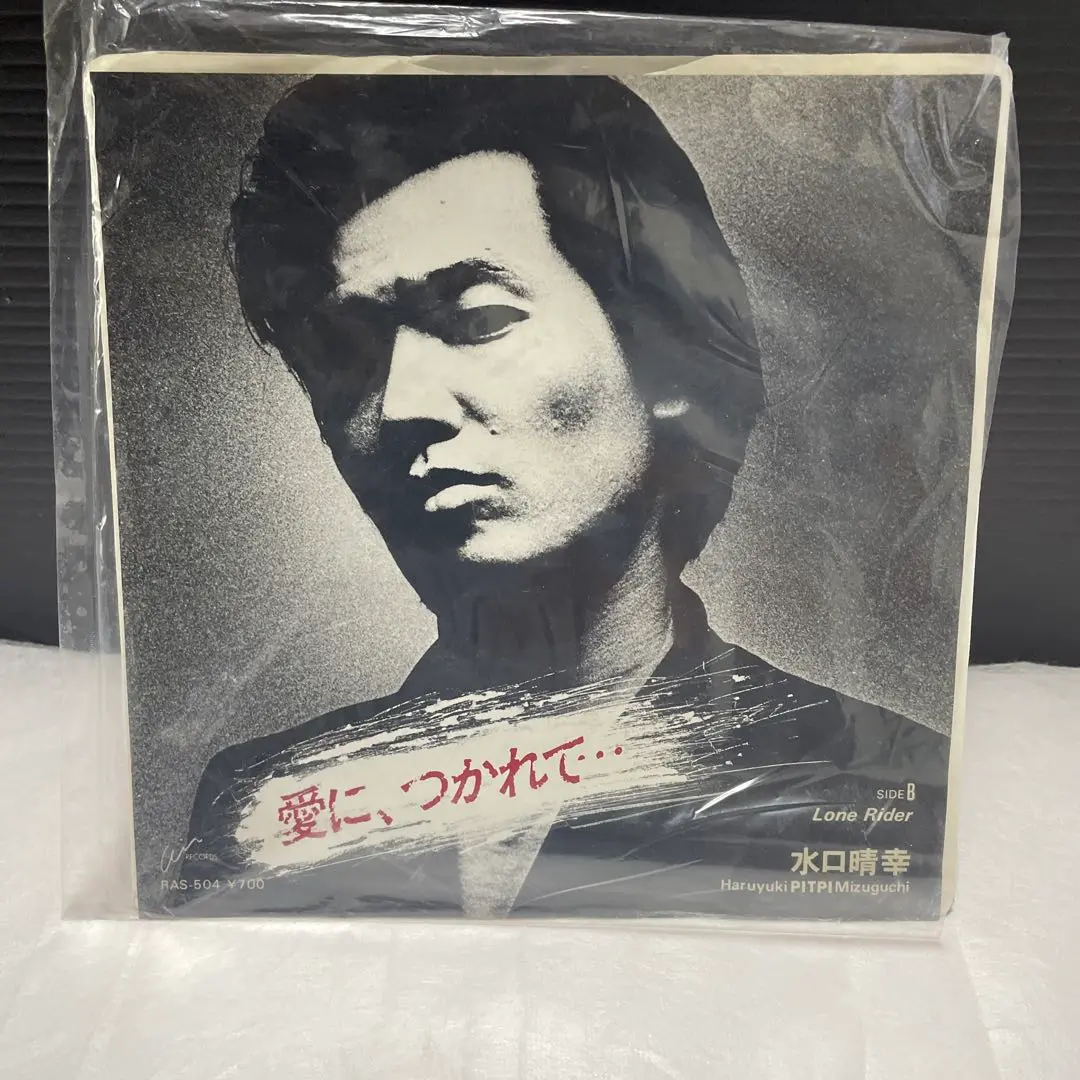 愛に、つかれて…
SIDE B
Lone Rider
水口晴幸
Haruyuki PITPI Mizuguchi
RECORDS
RAS-504 ¥700